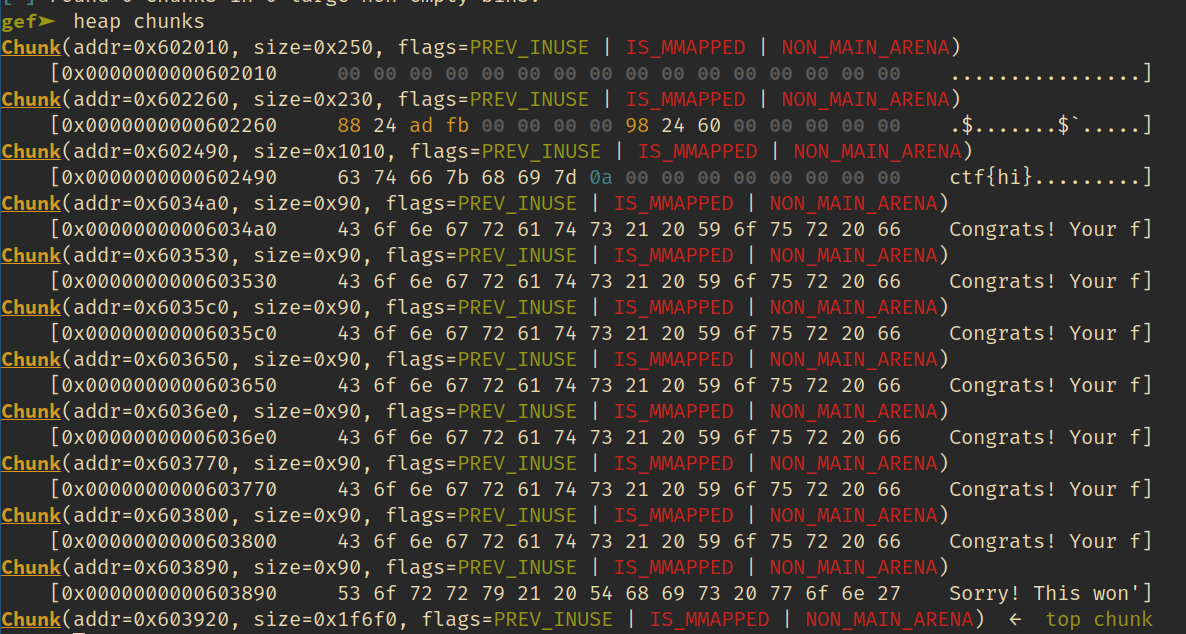 gef➤  heap chunks
Chunk(addr=0x602010, size=0x250, flags=PREV_INUSE | IS_MMAPPED | NON_MAIN_ARENA)
[0x0000000000602010     00 00 00 00 00 00 00 00 00 00 00 00 00 00 00 00    ................]
Chunk(addr=0x602260, size=0x230, flags=PREV_INUSE | IS_MMAPPED | NON_MAIN_ARENA)
[0x0000000000602260     88 24 ad fb 00 00 00 00 98 24 60 00 00 00 00 00    .$.......$`.....]
Chunk(addr=0x602490, size=0x1010, flags=PREV_INUSE | IS_MMAPPED | NON_MAIN_ARENA)
[0x0000000000602490     63 74 66 7b 68 69 7d 0a 00 00 00 00 00 00 00 00    ctf{hi}.........]
Chunk(addr=0x6034a0, size=0x90, flags=PREV_INUSE | IS_MMAPPED | NON_MAIN_ARENA)
[0x00000000006034a0     43 6f 6e 67 72 61 74 73 21 20 59 6f 75 72 20 66    Congrats! Your f]
Chunk(addr=0x603530, size=0x90, flags=PREV_INUSE | IS_MMAPPED | NON_MAIN_ARENA)
[0x0000000000603530     43 6f 6e 67 72 61 74 73 21 20 59 6f 75 72 20 66    Congrats! Your f]
Chunk(addr=0x6035c0, size=0x90, flags=PREV_INUSE | IS_MMAPPED | NON_MAIN_ARENA)
[0x00000000006035c0     43 6f 6e 67 72 61 74 73 21 20 59 6f 75 72 20 66    Congrats! Your f]
Chunk(addr=0x603650, size=0x90, flags=PREV_INUSE | IS_MMAPPED | NON_MAIN_ARENA)
[0x0000000000603650     43 6f 6e 67 72 61 74 73 21 20 59 6f 75 72 20 66    Congrats! Your f]
Chunk(addr=0x6036e0, size=0x90, flags=PREV_INUSE | IS_MMAPPED | NON_MAIN_ARENA)
[0x00000000006036e0     43 6f 6e 67 72 61 74 73 21 20 59 6f 75 72 20 66    Congrats! Your f]
Chunk(addr=0x603770, size=0x90, flags=PREV_INUSE | IS_MMAPPED | NON_MAIN_ARENA)
[0x0000000000603770     43 6f 6e 67 72 61 74 73 21 20 59 6f 75 72 20 66    Congrats! Your f]
Chunk(addr=0x603800, size=0x90, flags=PREV_INUSE | IS_MMAPPED | NON_MAIN_ARENA)
[0x0000000000603800     43 6f 6e 67 72 61 74 73 21 20 59 6f 75 72 20 66    Congrats! Your f]
Chunk(addr=0x603890, size=0x90, flags=PREV_INUSE | IS_MMAPPED | NON_MAIN_ARENA)
[0x0000000000603890     53 6f 72 72 79 21 20 54 68 69 73 20 77 6f 6e 27    Sorry! This won']
Chunk(addr=0x603920, size=0x1f6f0, flags=PREV_INUSE | IS_MMAPPED | NON_MAIN_ARENA)  ←  top chunk